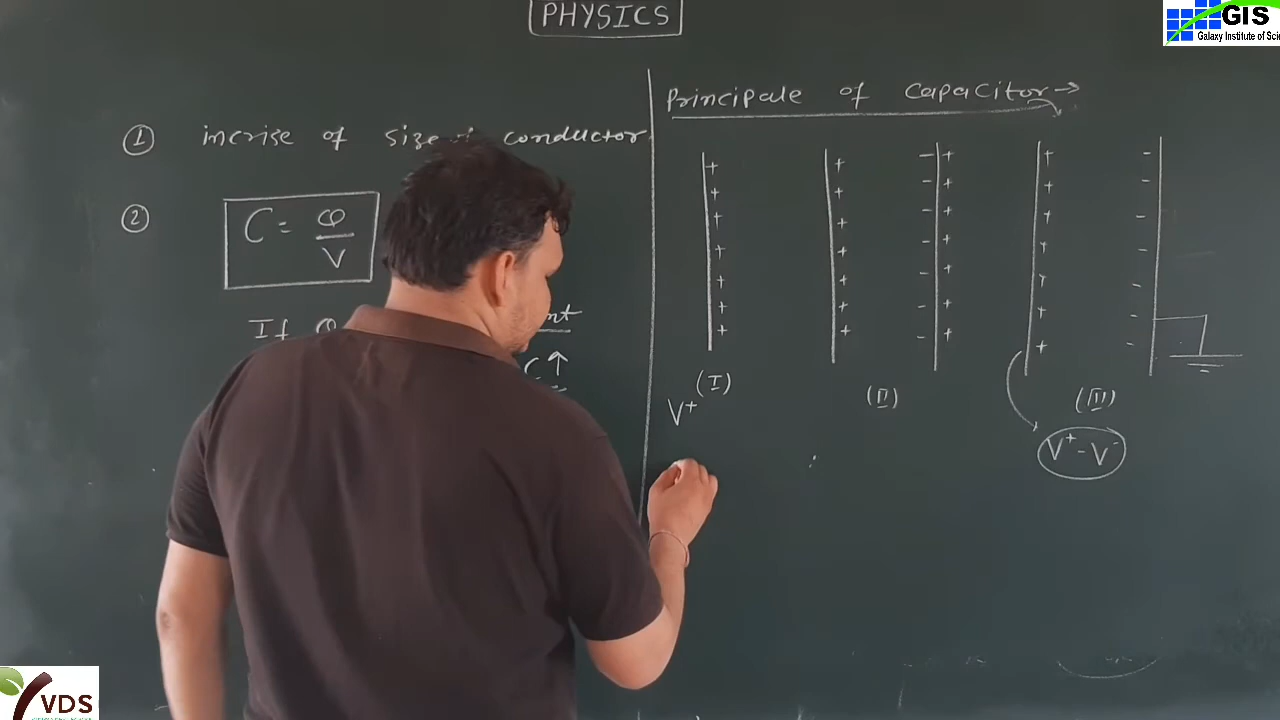 PHYSICS
GIS
Galaxy Institute of Sci
① incrise of size conductor
② C = Q/V
If Q
C↑
Principale of capacitor →
+ + + + + + +
+ + + + + + +
- - - - - - -
+ + + + + + +
+ + + + + + +
- - - - - - -
(I)
V⁺
(II)
(III)
V⁺ - V⁻
VDS